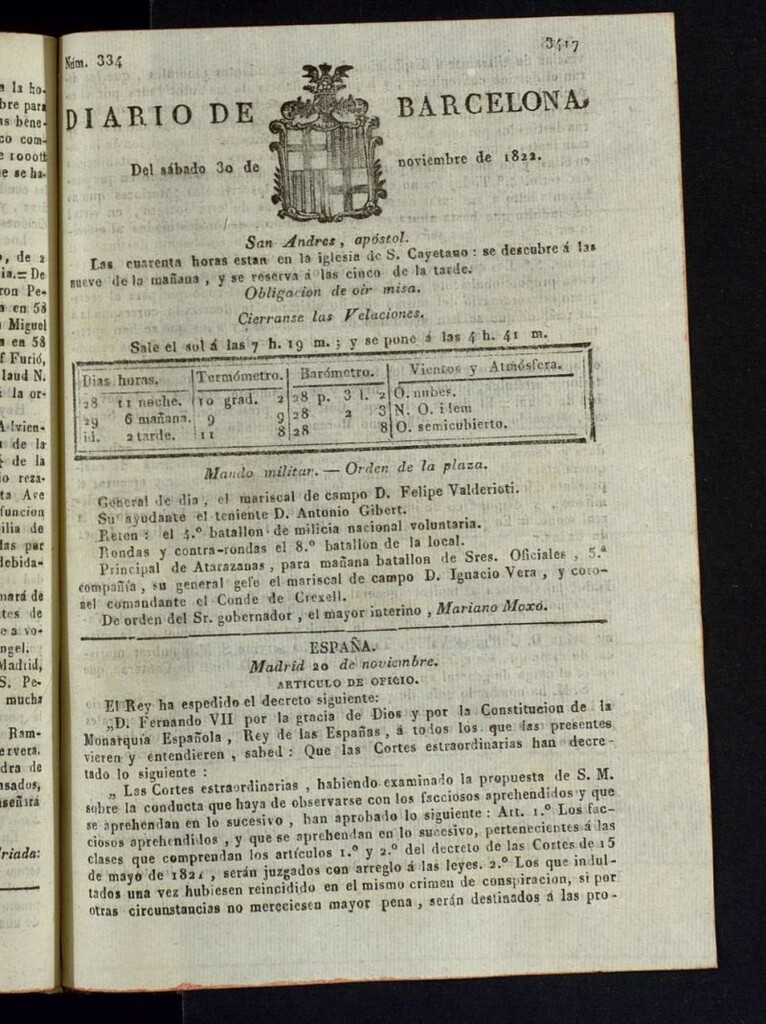 Núm. 334
3417
DIARIO DE BARCELONA,
Del sábado 30 de noviembre de 1822.
San Andres, apóstol.
Las cuarenta horas estan en la iglesia de S. Cayetano: se descubre á las
nueve de la mañana, y se reserva á las cinco de la tarde.
Obligacion de oir misa.
Cierranse las Velaciones.
Sale el sol á las 7 h. 19 m.; y se pone á las 4 h. 41 m.
Dias horas. Termómetro. Barómetro. Vientos y Atmósfera.
28 11 noche. 10 grad. 2 28 p. 3 l. 2 O. nubes.
29 6 mañana. 9 9 28 2 3 N. O. idem
id. 2 tarde. 11 8 28 8 O. semicubierto.
Mando militar. — Orden de la plaza.
General de dia, el mariscal de campo D. Felipe Valderioti.
Su ayudante el teniente D. Antonio Gibert.
Reten: el 4.º batallon de milicia nacional voluntaria.
Rondas y contra-rondas el 8.º batallon de la local.
Principal de Atarazanas, para mañana batallon de Sres. Oficiales, 5.ª
compañía, su general gefe el mariscal de campo D. Ignacio Vera, y coro-
nel comandante el Conde de Crexell.
De orden del Sr. gobernador, el mayor interino, Mariano Moxó.
ESPAÑA.
Madrid 20 de noviembre.
ARTICULO DE OFICIO.
El Rey ha espedido el decreto siguiente:
„D. Fernando VII por la gracia de Dios y por la Constitucion de la
Monarquía Española, Rey de las Españas, á todos los que las presentes
vieren y entendieren, sabed: Que las Cortes estraordinarias han decre-
tado lo siguiente:
„ Las Cortes estraordinarias, habiendo examinado la propuesta de S. M.
sobre la conducta que haya de observarse con los facciosos aprehendidos y que
se aprehendan en lo sucesivo, han aprobado lo siguiente: Art. 1.º Los fac-
ciosos aprehendidos, y que se aprehendan en lo sucesivo, pertenecientes á las
clases que comprendan los artículos 1.º y 2.º del decreto de las Cortes de 15
de mayo de 1821, serán juzgados con arreglo á las leyes. 2.º Los que indul-
tados una vez hubiesen reincidido en el mismo crimen de conspiracion, si por
otras circunstancias no mereciesen mayor pena, serán destinados á las pro-